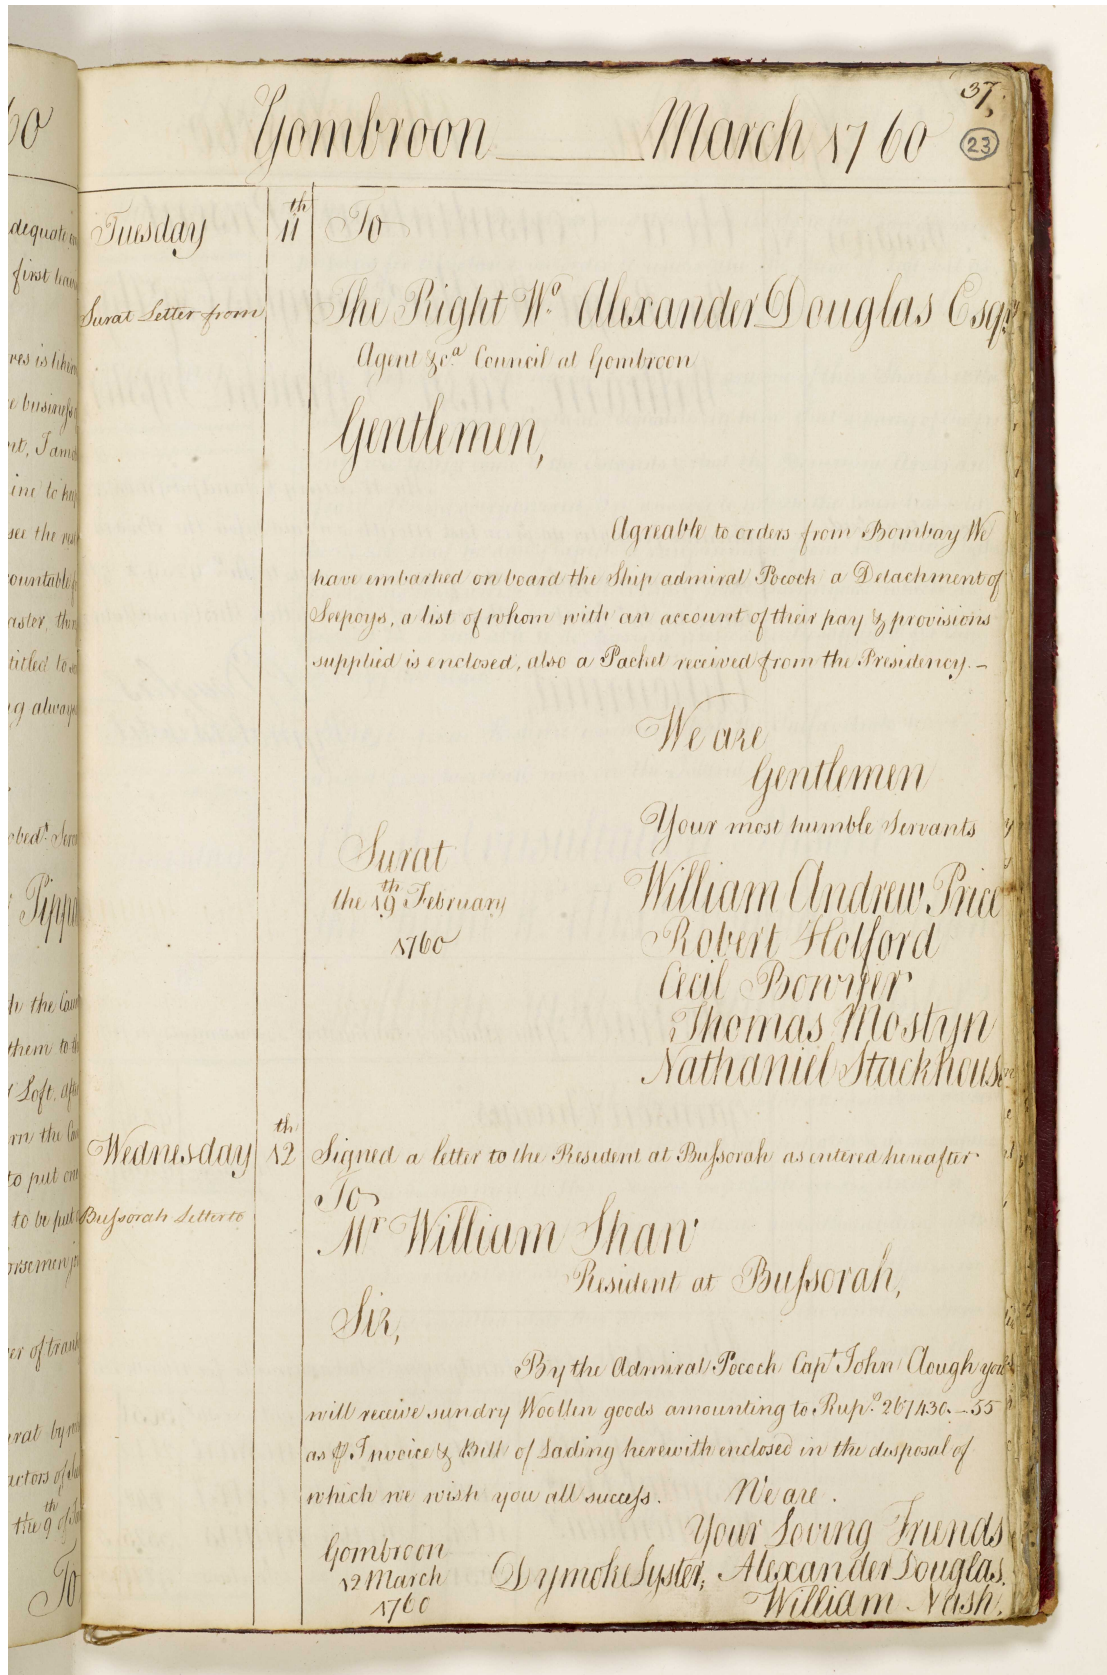 37.
Gombroon March 1760
23
Tuesday 11th To
Surat Letter from The Right Wo. Alexander Douglas Esqr.
Agent &ca. Council at Gombroon
Gentlemen,
Agreable to orders from Bombay We
have embarked on board the Ship admiral Pocock a Detachment of
Seepoys, a list of whom with an account of their pay & provisions
supplied is enclosed, also a Packet received from the Presidency. -
We are
Gentlemen
Your most humble Servants
Surat
the 19th February
1760
William Andrew Price
Robert Holford
Cecil Bowyer
Thomas Mostyn
Nathaniel Stackhouse
Wednesday 12th Signed a letter to the Resident at Bussorah as entered hereafter
To
Bussorah Letter to
Mr William Shaw
Resident at Bussorah,
Sir,
By the Admiral Pocock Capt John Clough you
will receive sundry Woollen goods amounting to Rups. 267430.-55
as Invoice & Bill of Lading herewith enclosed in the disposal of
which we wish you all success. We are.
Your Loving Friends
Gombroon
12 March
1760
Dymoke Lyster, Alexander Douglas.
William Nash.